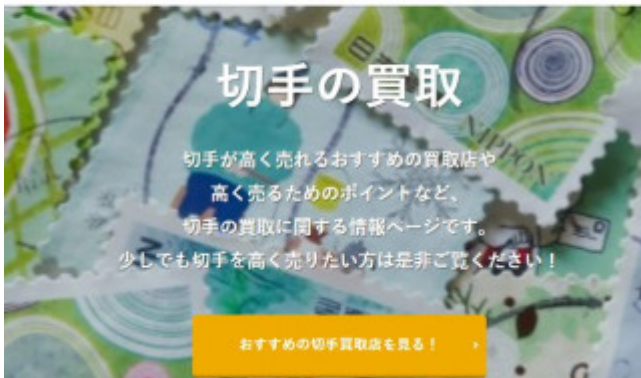 切手の買取
切手が高く売れるおすすめの買取店や
高く売るためのポイントなど、
切手の買取に関する情報ページです。
少しでも切手を高く売りたい方は是非ご覧ください！
おすすめの切手買取店を見る！
NIPPON